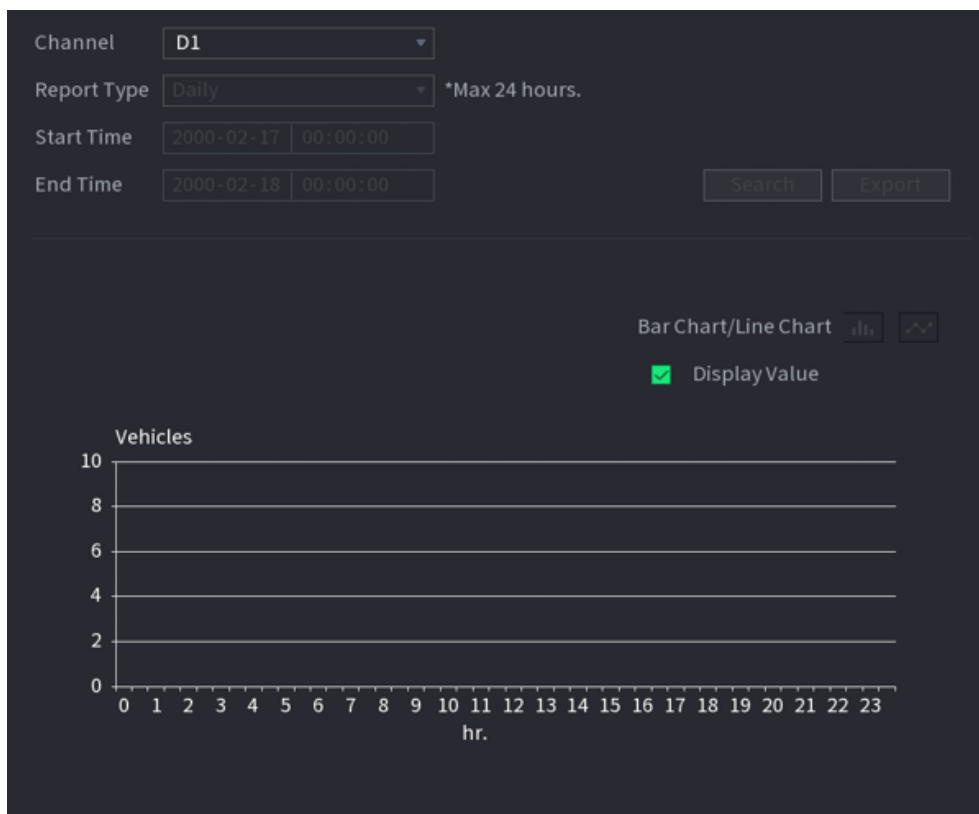 Channel D1
Report Type Daily *Max 24 hours.
Start Time 2000-02-17 00:00:00
End Time 2000-02-18 00:00:00 Search Export
Bar Chart/Line Chart
Display Value
Vehicles
10
8
6
4
2
0
0 1 2 3 4 5 6 7 8 9 10 11 12 13 14 15 16 17 18 19 20 21 22 23
hr.